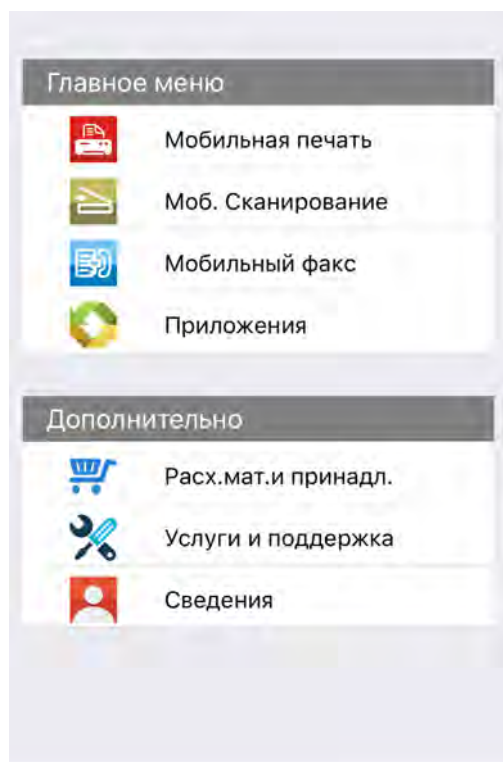 Главное меню
Мобильная печать
Моб. Сканирование
Мобильный факс
Приложения
Дополнительно
Расх.мат.и принадл.
Услуги и поддержка
Сведения